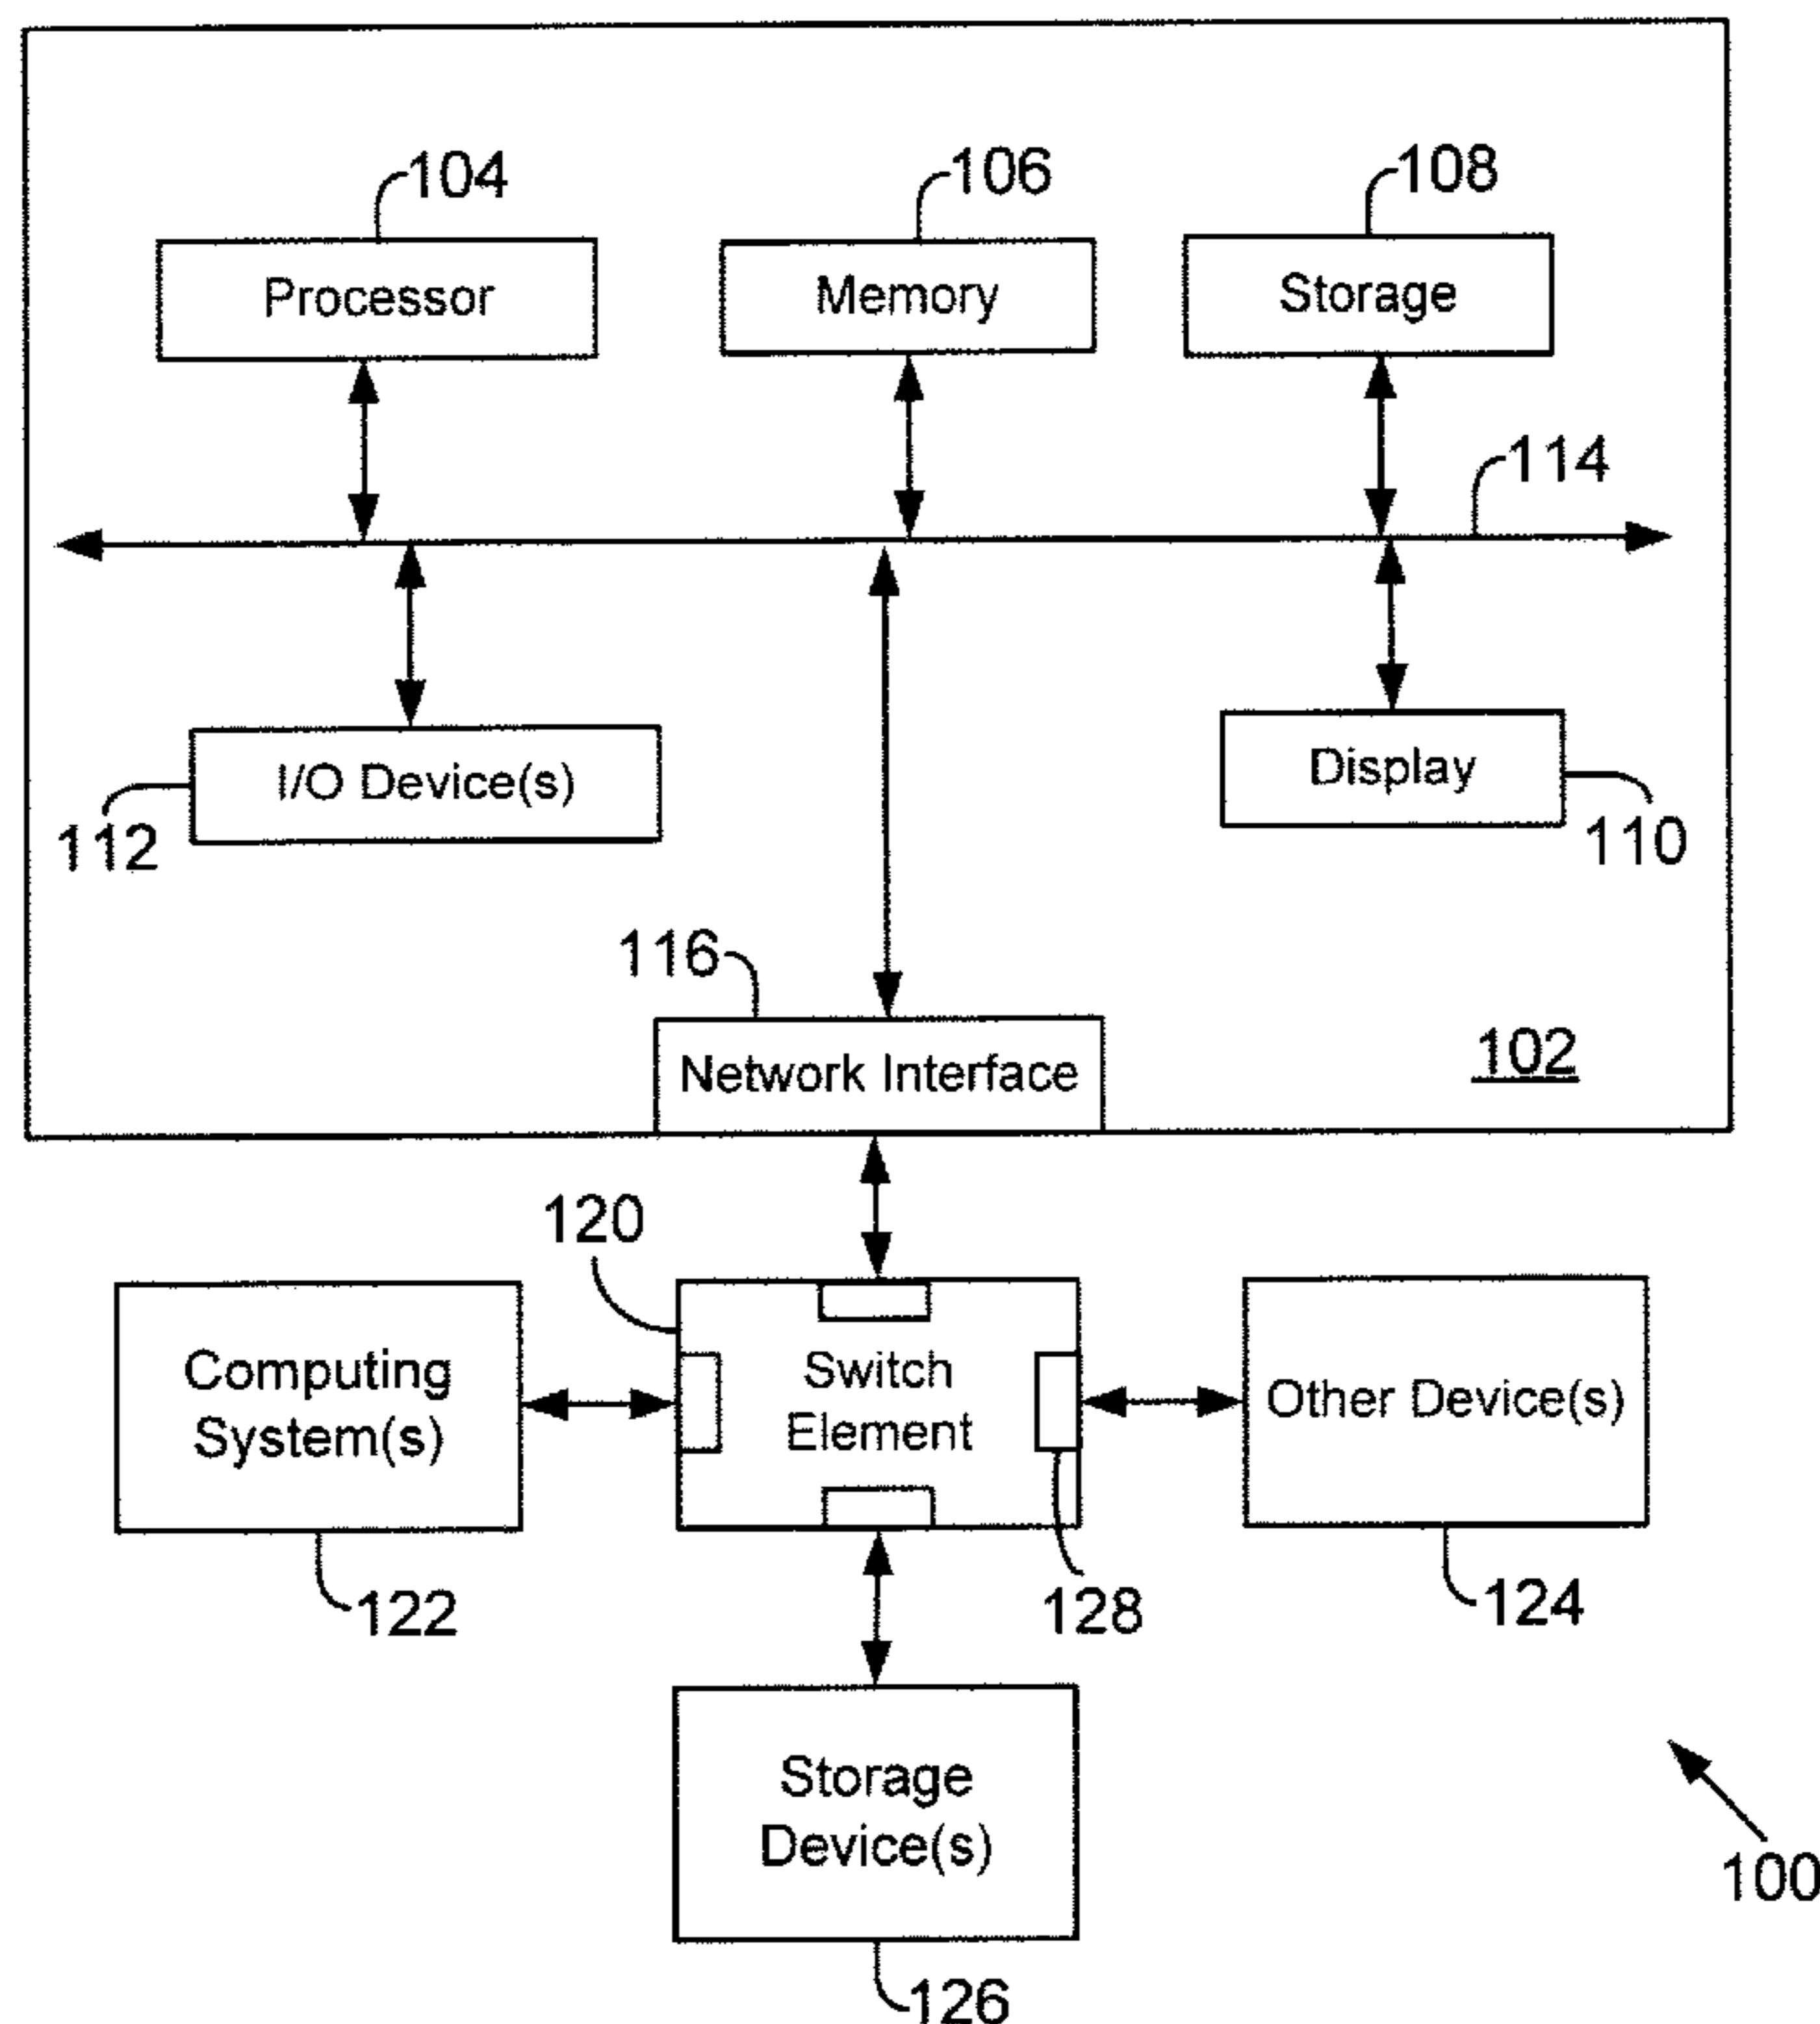 104
106
108
Processor
Memory
Storage
114
I/O Device(s)
Display
112
110
116
Network Interface
102
120
Computing
System(s)
Switch
Element
Other Device(s)
122
128
124
Storage
Device(s)
100
126